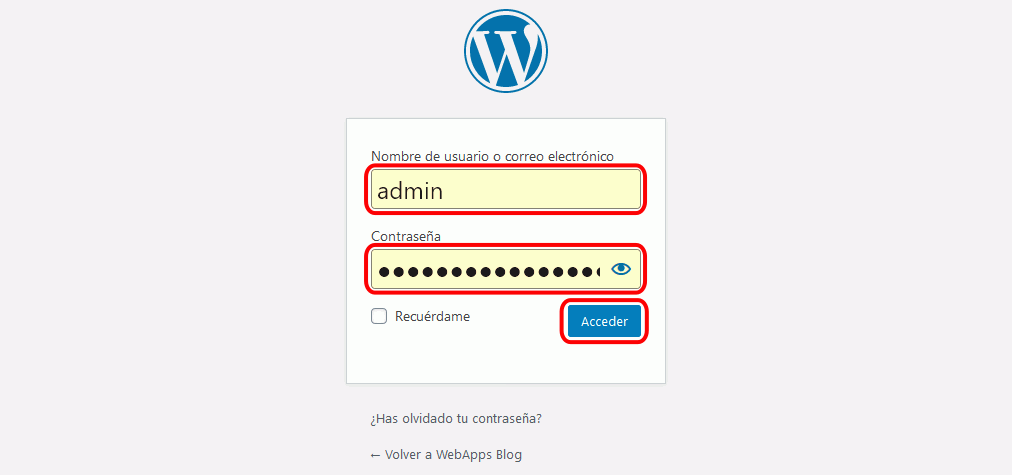 Nombre de usuario o correo electrónico
admin
Contraseña
Recuérdame
Acceder
¿Has olvidado tu contraseña?
← Volver a WebApps Blog